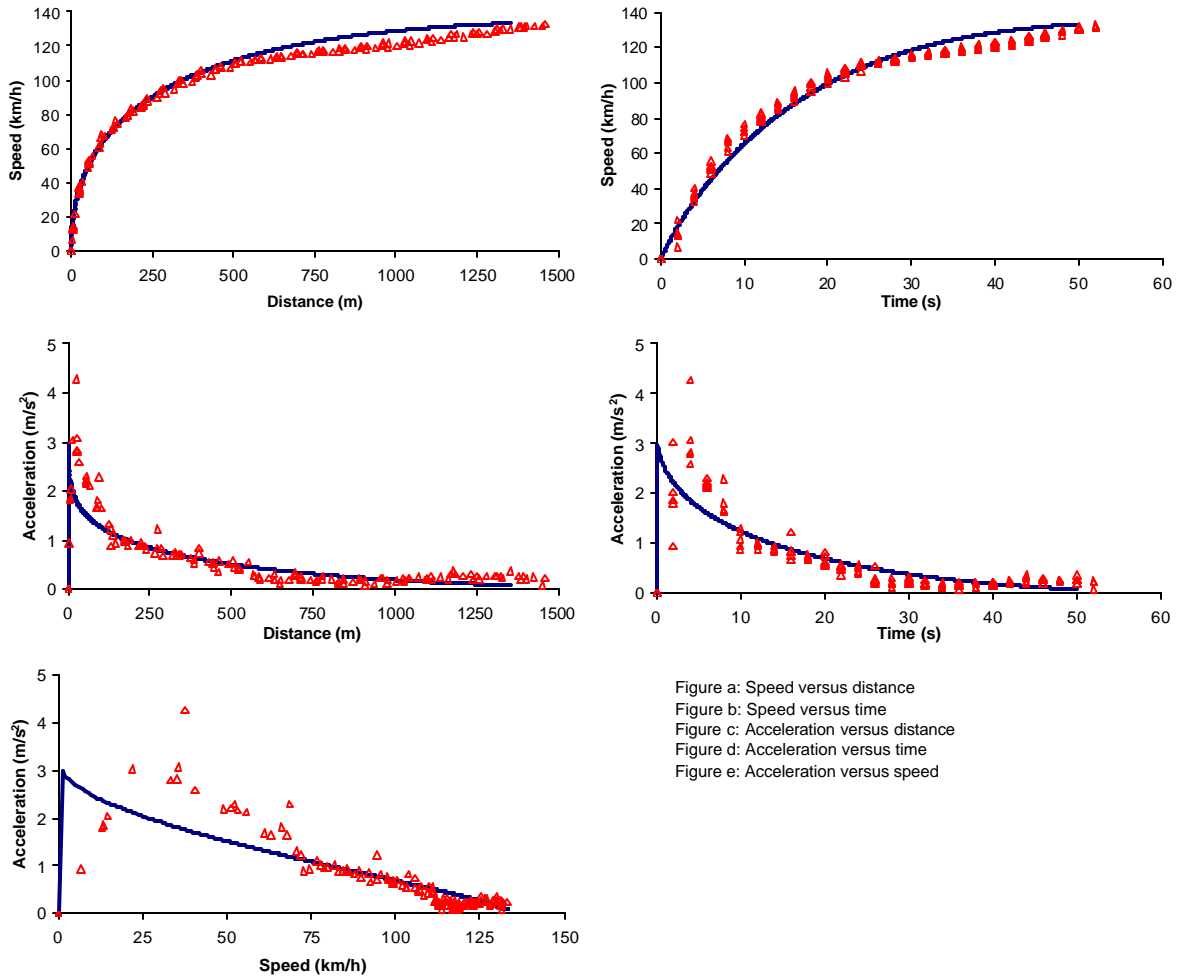 140
120
100
80
60
40
20
0
Speed (km/h)
0 250 500 750 1000 1250 1500
Distance (m)
140
120
100
80
60
40
20
0
Speed (km/h)
0 10 20 30 40 50 60
Time (s)
5
4
3
2
1
0
Acceleration (m/s²)
0 250 500 750 1000 1250 1500
Distance (m)
5
4
3
2
1
0
Acceleration (m/s²)
0 10 20 30 40 50 60
Time (s)
5
4
3
2
1
0
Acceleration (m/s²)
0 25 50 75 100 125 150
Speed (km/h)
Figure a: Speed versus distance
Figure b: Speed versus time
Figure c: Acceleration versus distance
Figure d: Acceleration versus time
Figure e: Acceleration versus speed